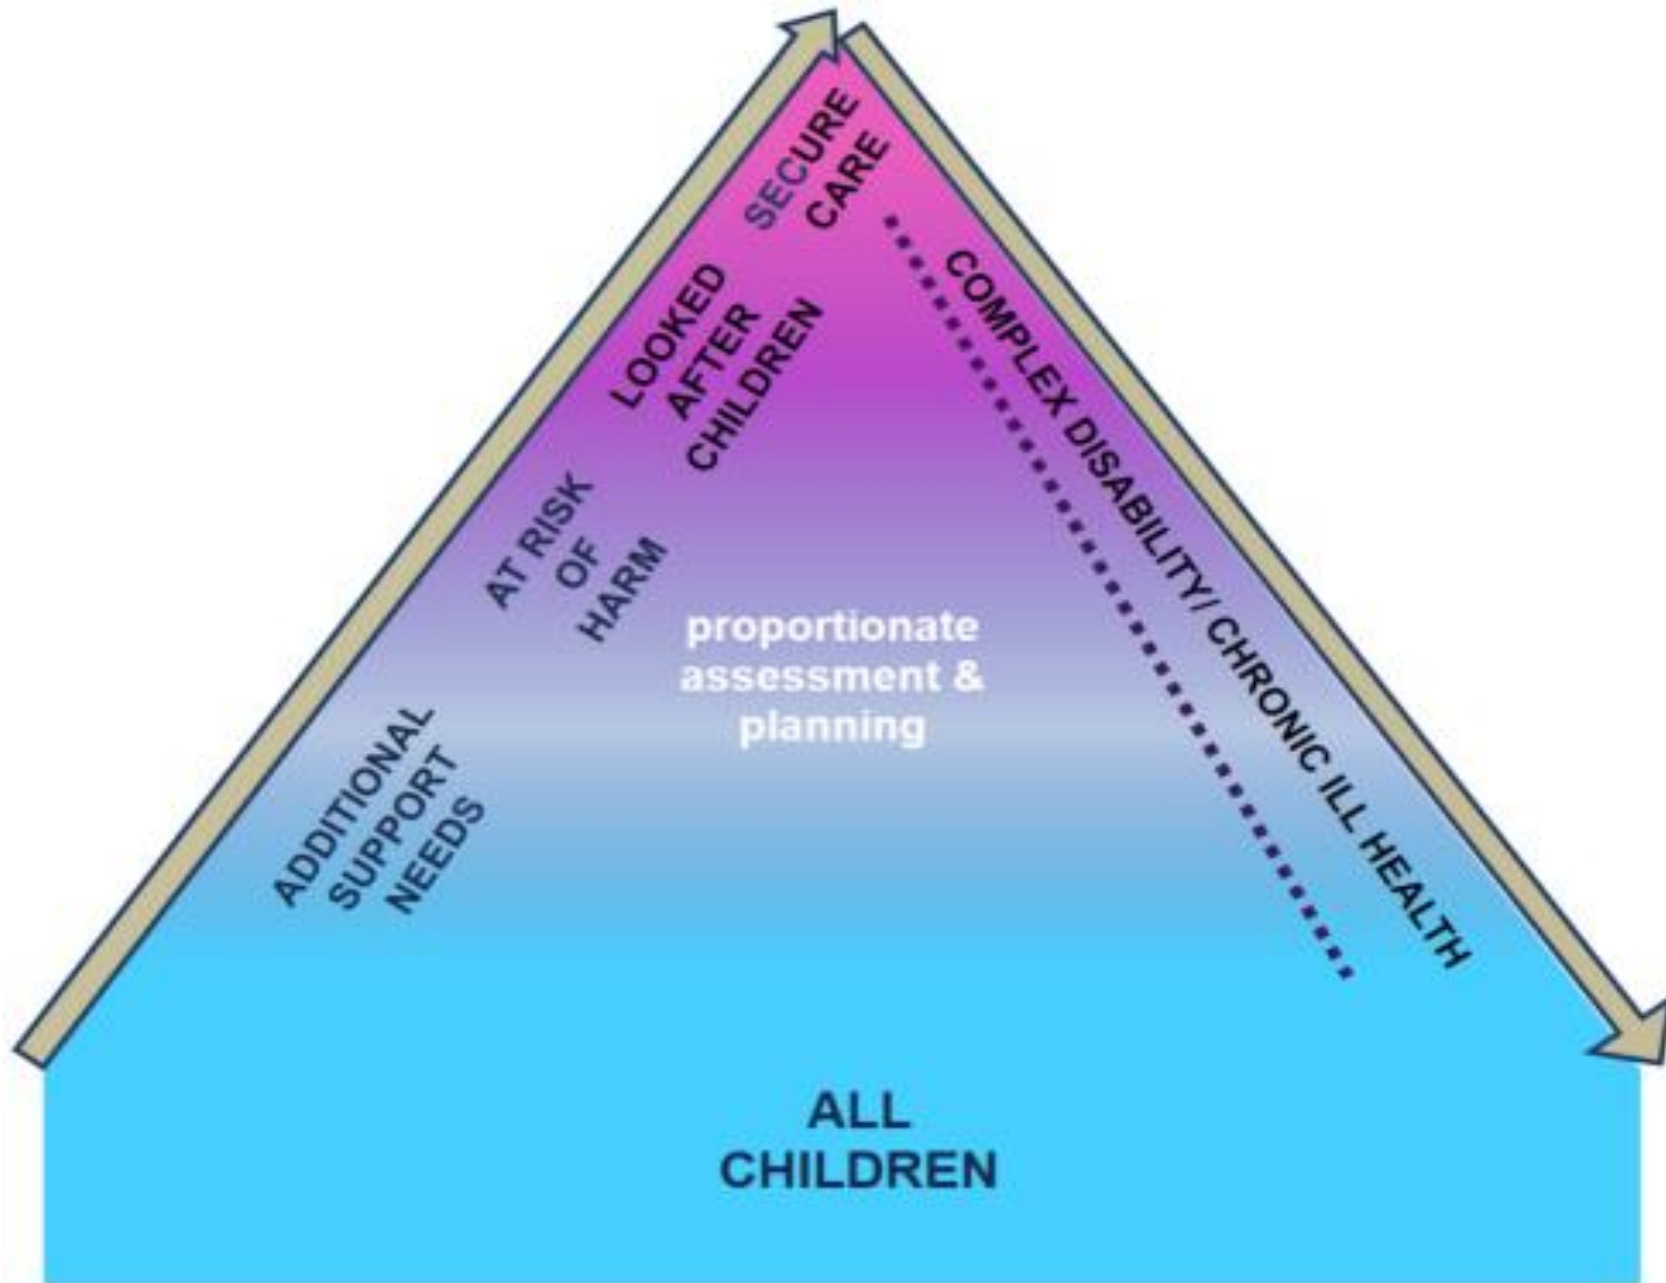 SECURE
CARE
LOOKED
AFTER
CHILDREN
AT RISK
OF
HARM
ADDITIONAL
SUPPORT
NEEDS
proportionate
assessment &
planning
COMPLEX DISABILITY/ CHRONIC ILL HEALTH
ALL
CHILDREN